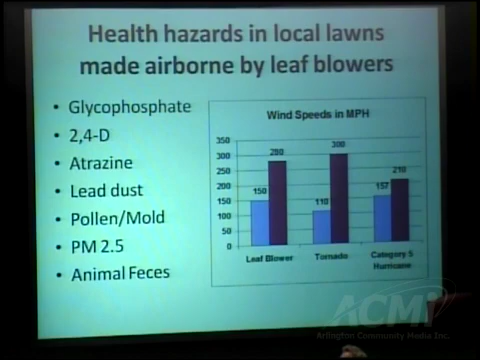 Health hazards in local lawns
made airborne by leaf blowers
• Glycophosphate
• 2,4-D
• Atrazine
• Lead dust
• Pollen/Mold
• PM 2.5
• Animal Feces
Wind Speeds in MPH
350
300
250
200
150
100
50
0
150
280
110
300
157
210
Leaf Blower
Tornado
Category 5
Hurricane
ACMi
Arlington Community Media Inc.